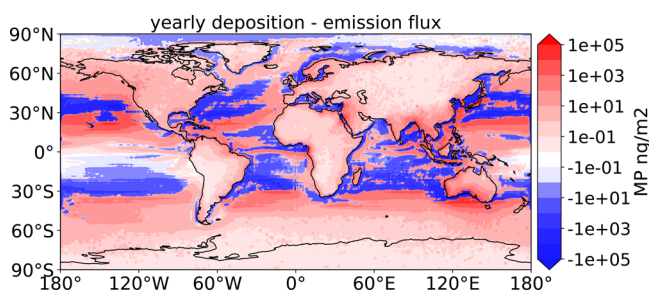 yearly deposition - emission flux
90°N
60°N
30°N
0°
30°S
60°S
90°S
180°
120°W
60°W
0°
60°E
120°E
180°
1e+05
1e+03
1e+01
1e-01
-1e-01
-1e+01
-1e+03
-1e+05
MP ng/m2